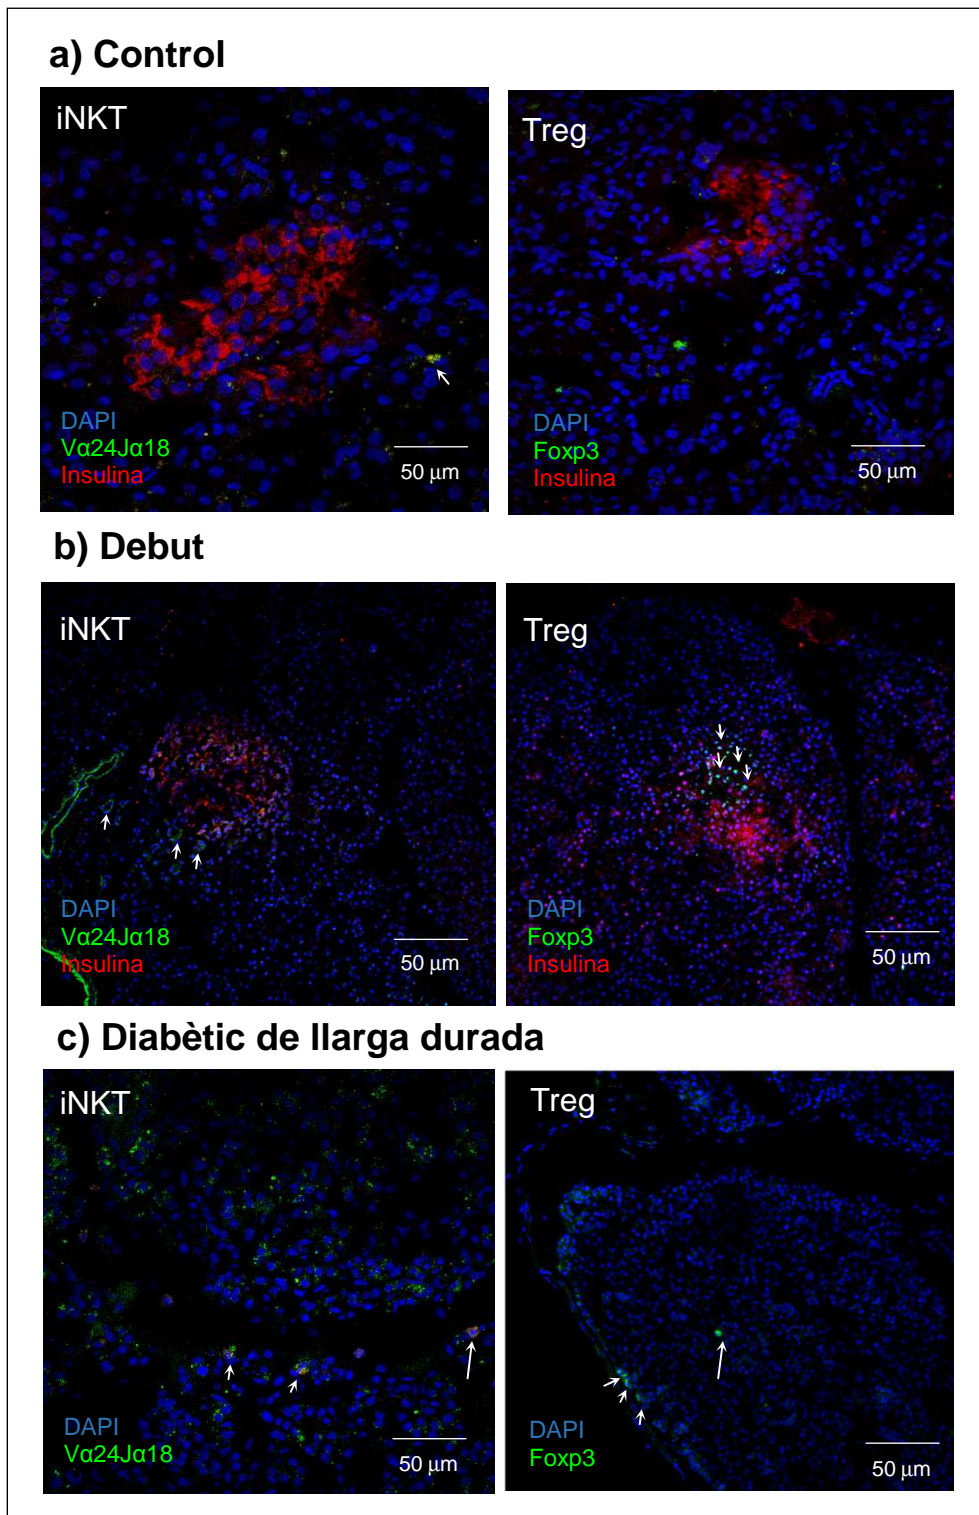 a) Control
iNKT
Treg
DAPI
Vα24Jα18
Insulina
50 μm
DAPI
Foxp3
Insulina
50 μm
b) Debut
iNKT
Treg
DAPI
Vα24Jα18
Insulina
50 μm
DAPI
Foxp3
Insulina
50 μm
c) Diabètic de llarga durada
iNKT
Treg
DAPI
Vα24Jα18
50 μm
DAPI
Foxp3
50 μm